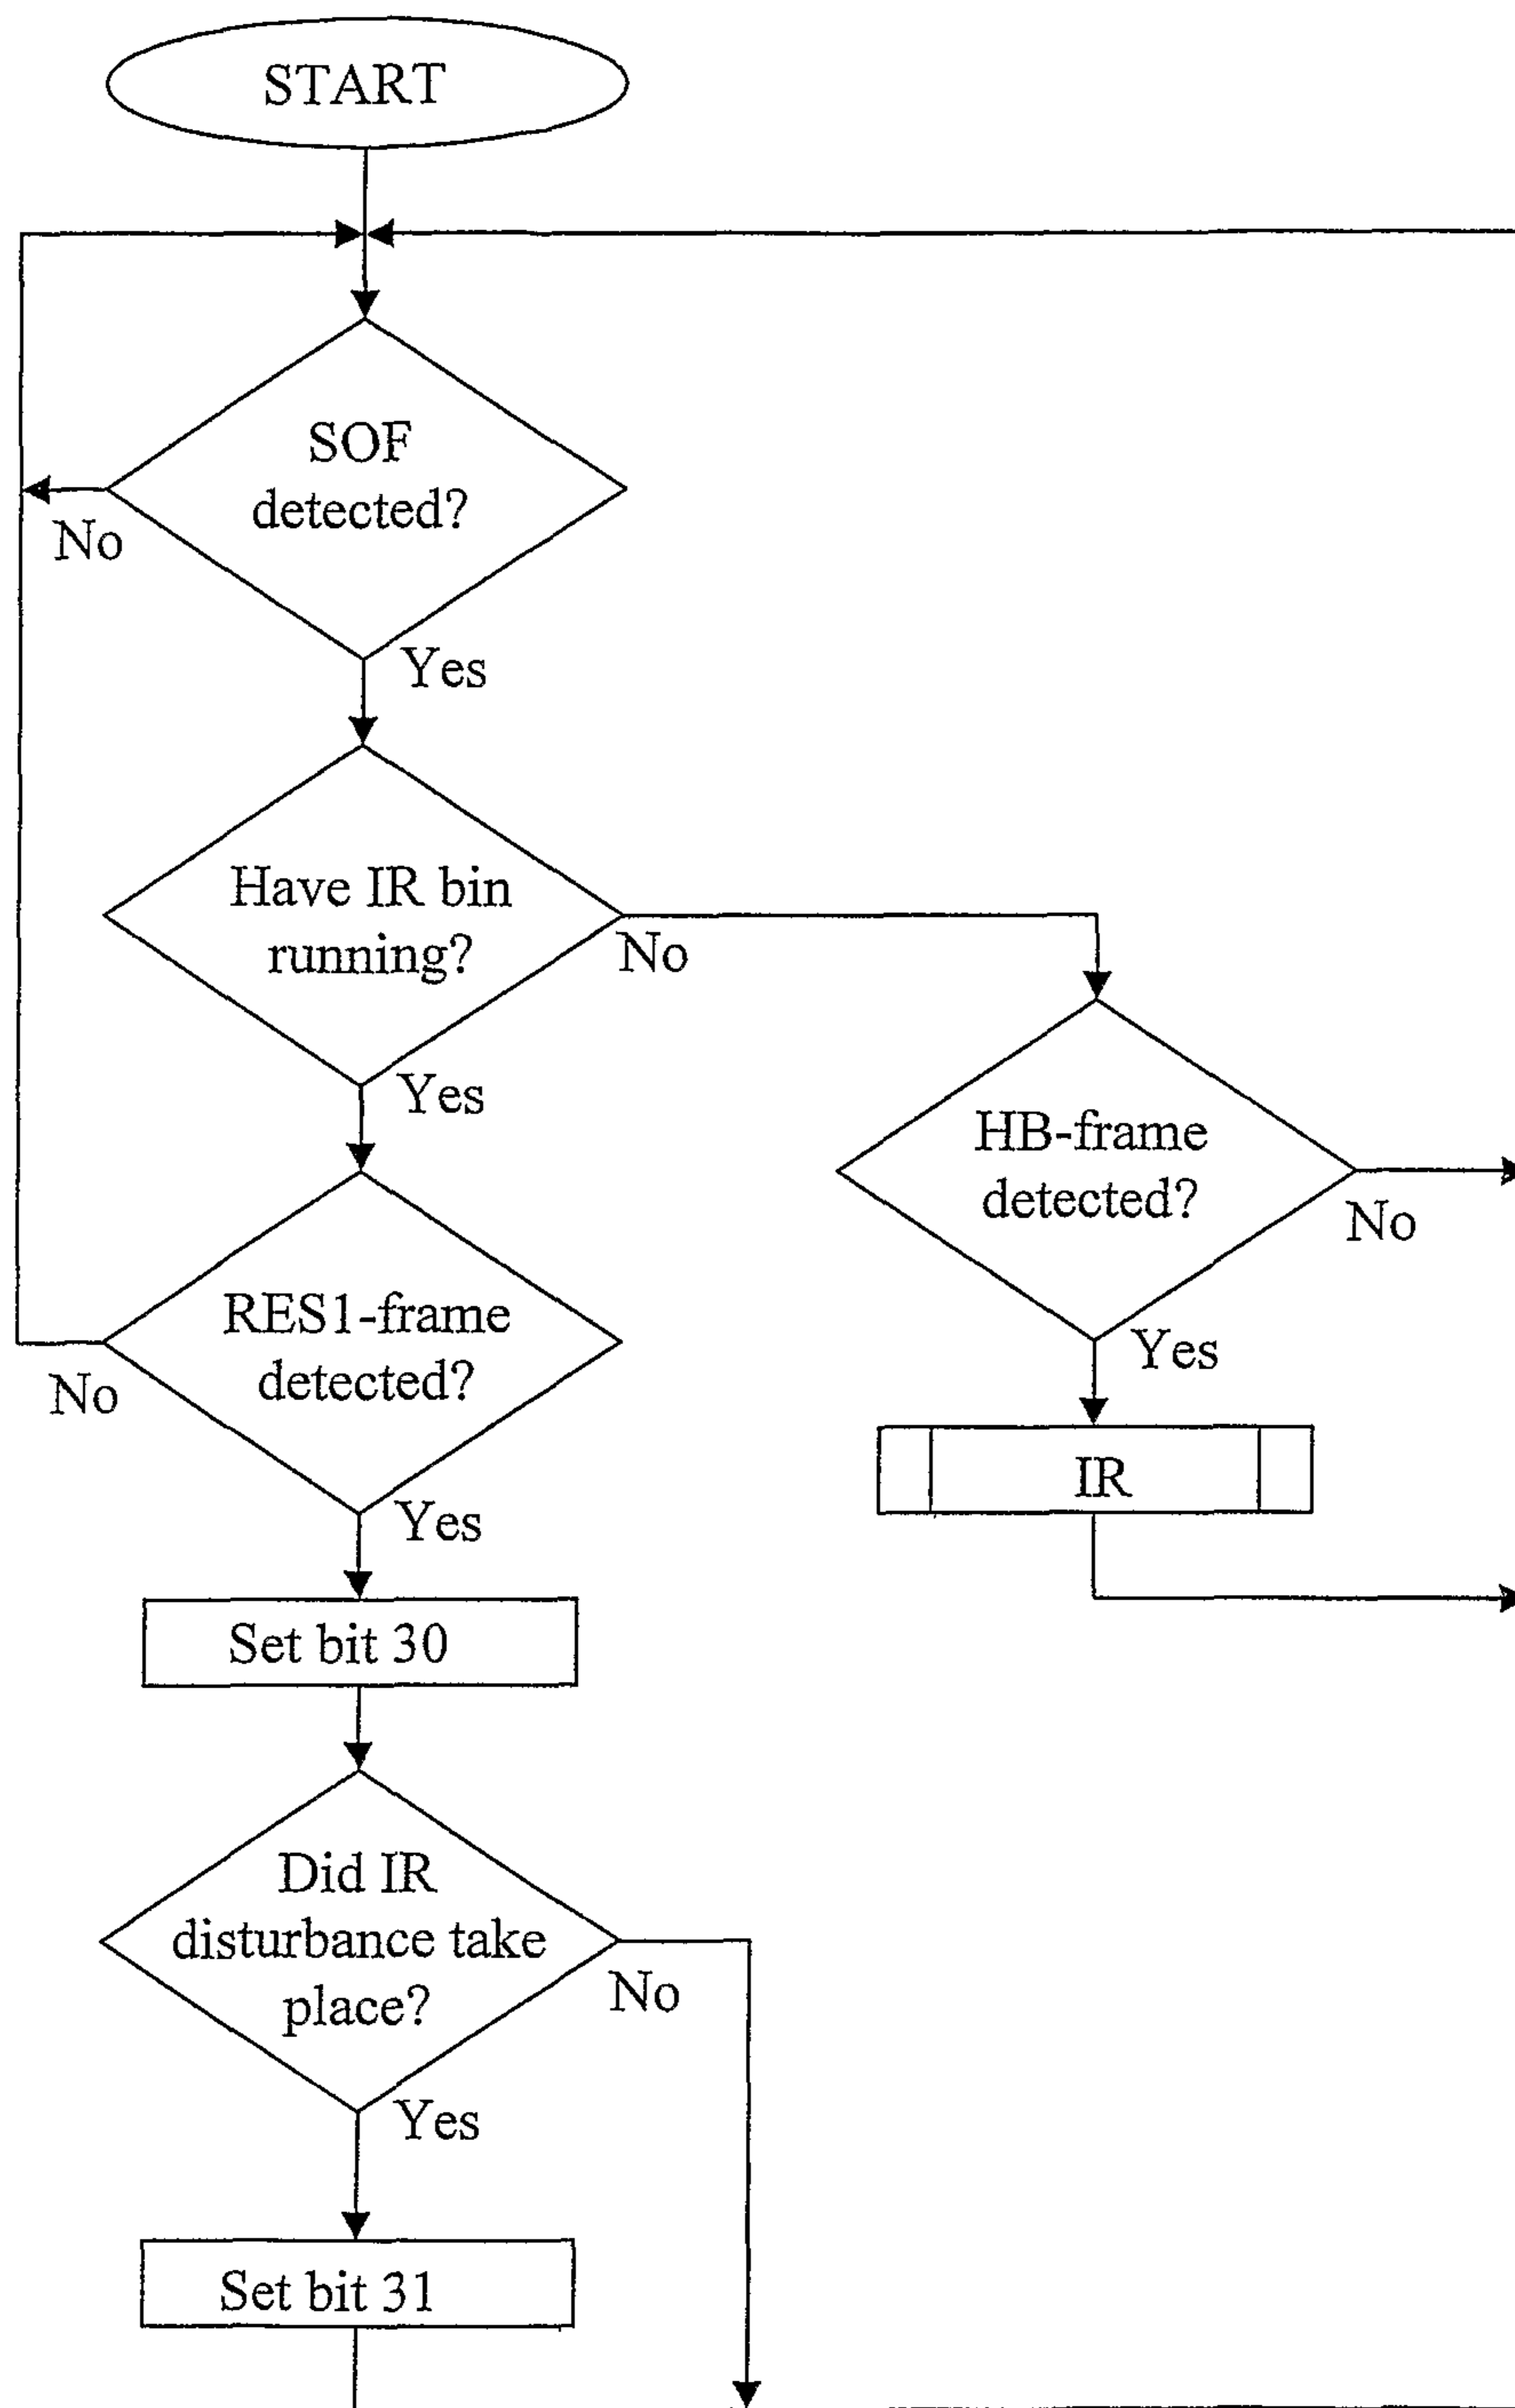 START
SOF
detected?
No
Yes
Have IR bin
running?
No
Yes
HB-frame
detected?
No
Yes
IR
RES1-frame
detected?
No
Yes
Set bit 30
Did IR
disturbance take
place?
No
Yes
Set bit 31